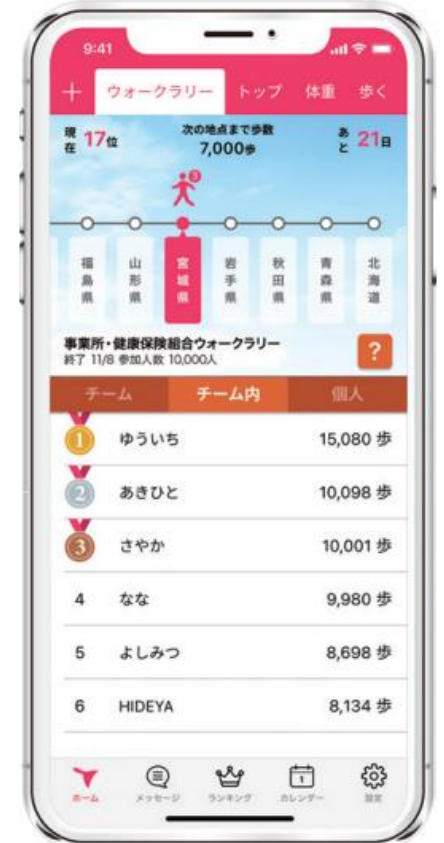 9:41
＋ ウォークラリー トップ 体重 歩く
現在 17位 次の地点まで歩数 あと 21日
7,000歩
3
福島県 山形県 宮城県 岩手県 秋田県 青森県 北海道
事業所・健康保険組合ウォークラリー
終了 11/8 参加人数 10,000人
?
チーム チーム内 個人
1 ゆういち 15,080 歩
2 あきひと 10,098 歩
3 さやか 10,001 歩
4 なな 9,980 歩
5 よしみつ 8,698 歩
6 HIDEYA 8,134 歩
1
ホーム メッセージ ランキング カレンダー 設定